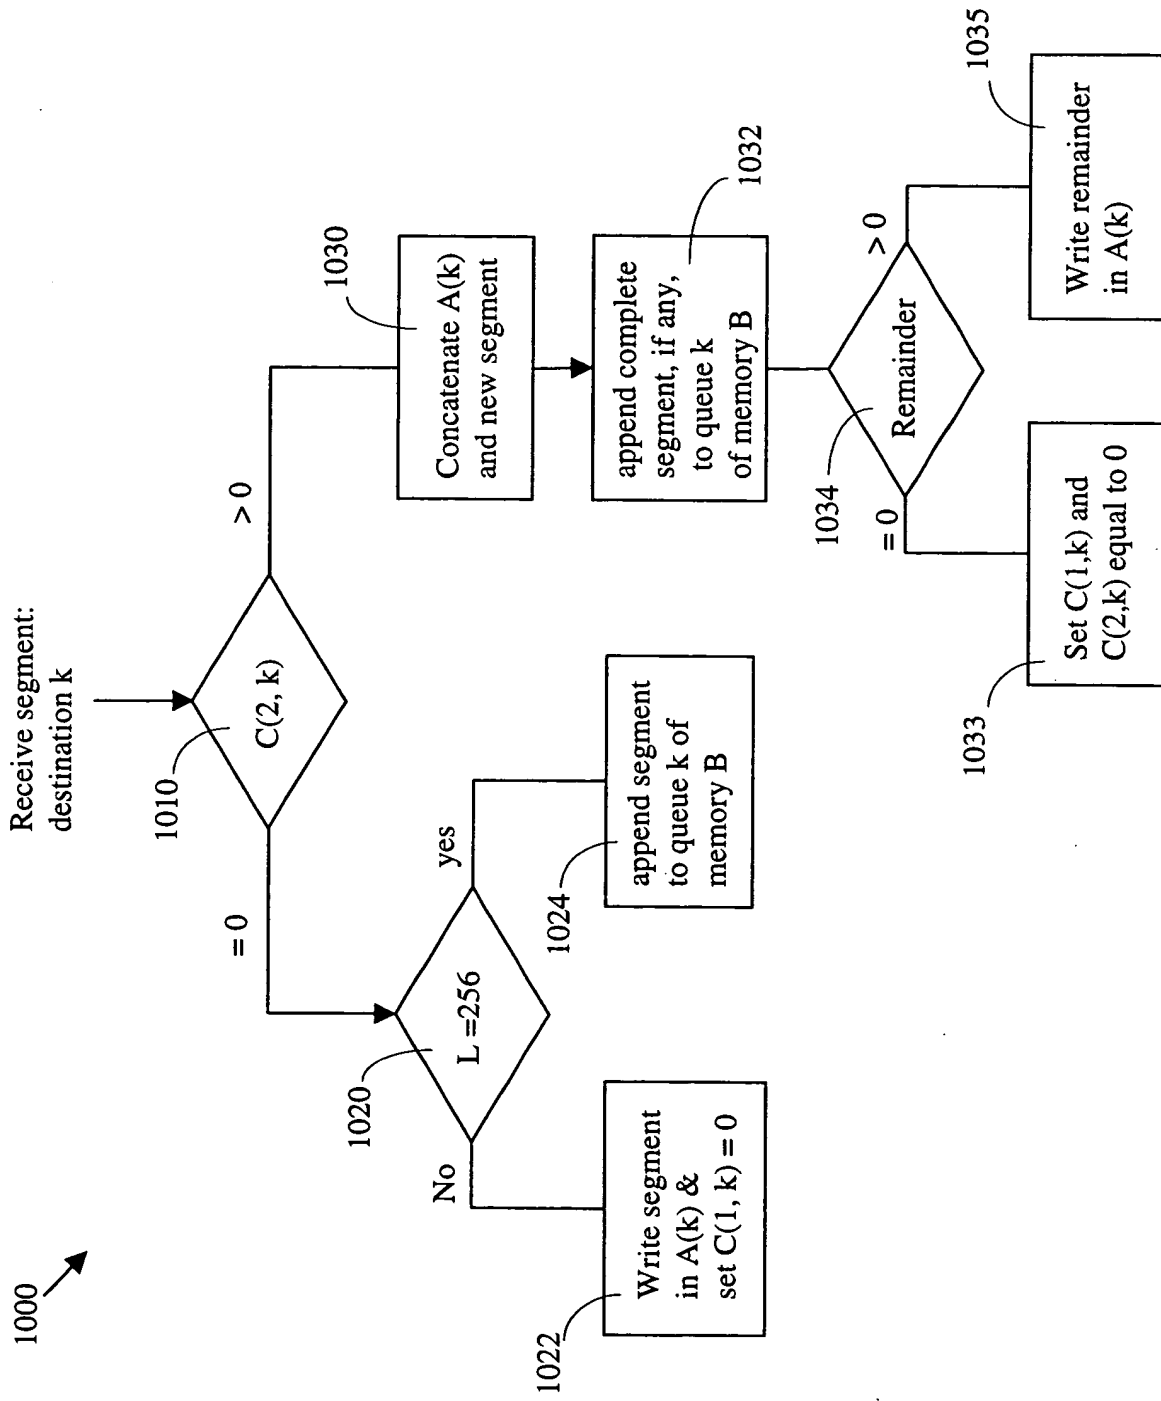 1000
Receive segment:
destination k
1010
C(2, k)
= 0
> 0
1020
L =256
No
yes
1022
Write segment
in A(k) &
set C(1, k) = 0
1024
append segment
to queue k of
memory B
1030
Concatenate A(k)
and new segment
1032
append complete
segment, if any,
to queue k
of memory B
1034
Remainder
= 0
> 0
1033
Set C(1,k) and
C(2,k) equal to 0
1035
Write remainder
in A(k)